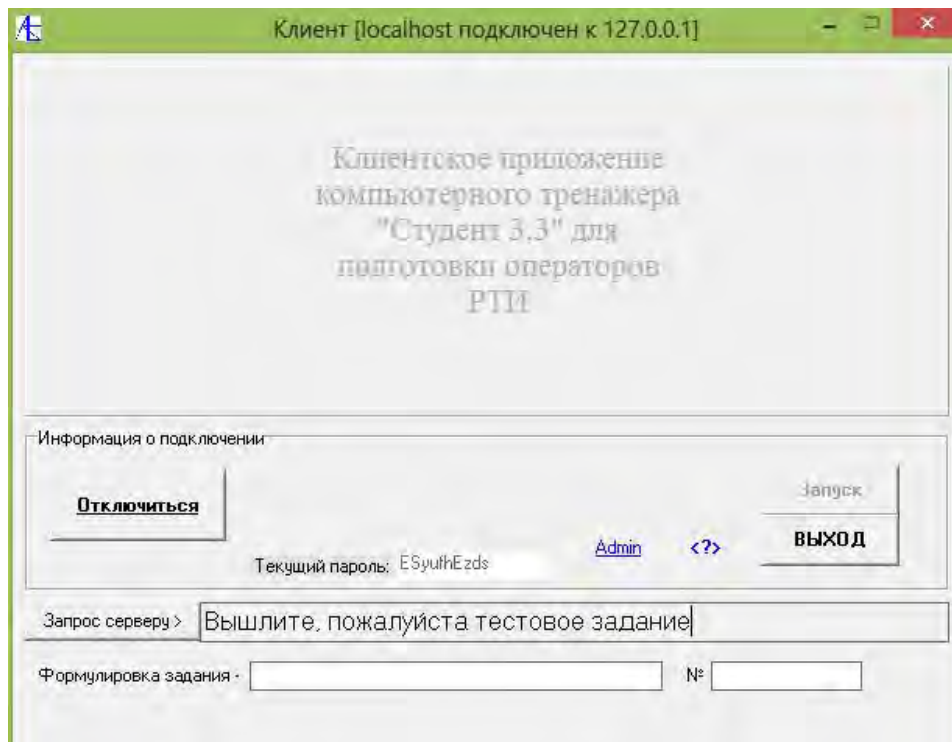 Клиент [localhost подключен к 127.0.0.1]
Клиентское приложение
компьютерного тренажера
"Студент 3.3" для
подготовки операторов
РТИ
Информация о подключении
Отключиться
Запуск
ВЫХОД
Текущий пароль: ESyufhEzds
Admin <?>
Запрос серверу > Вышлите, пожалуйста тестовое задание
Формулировка задания - №